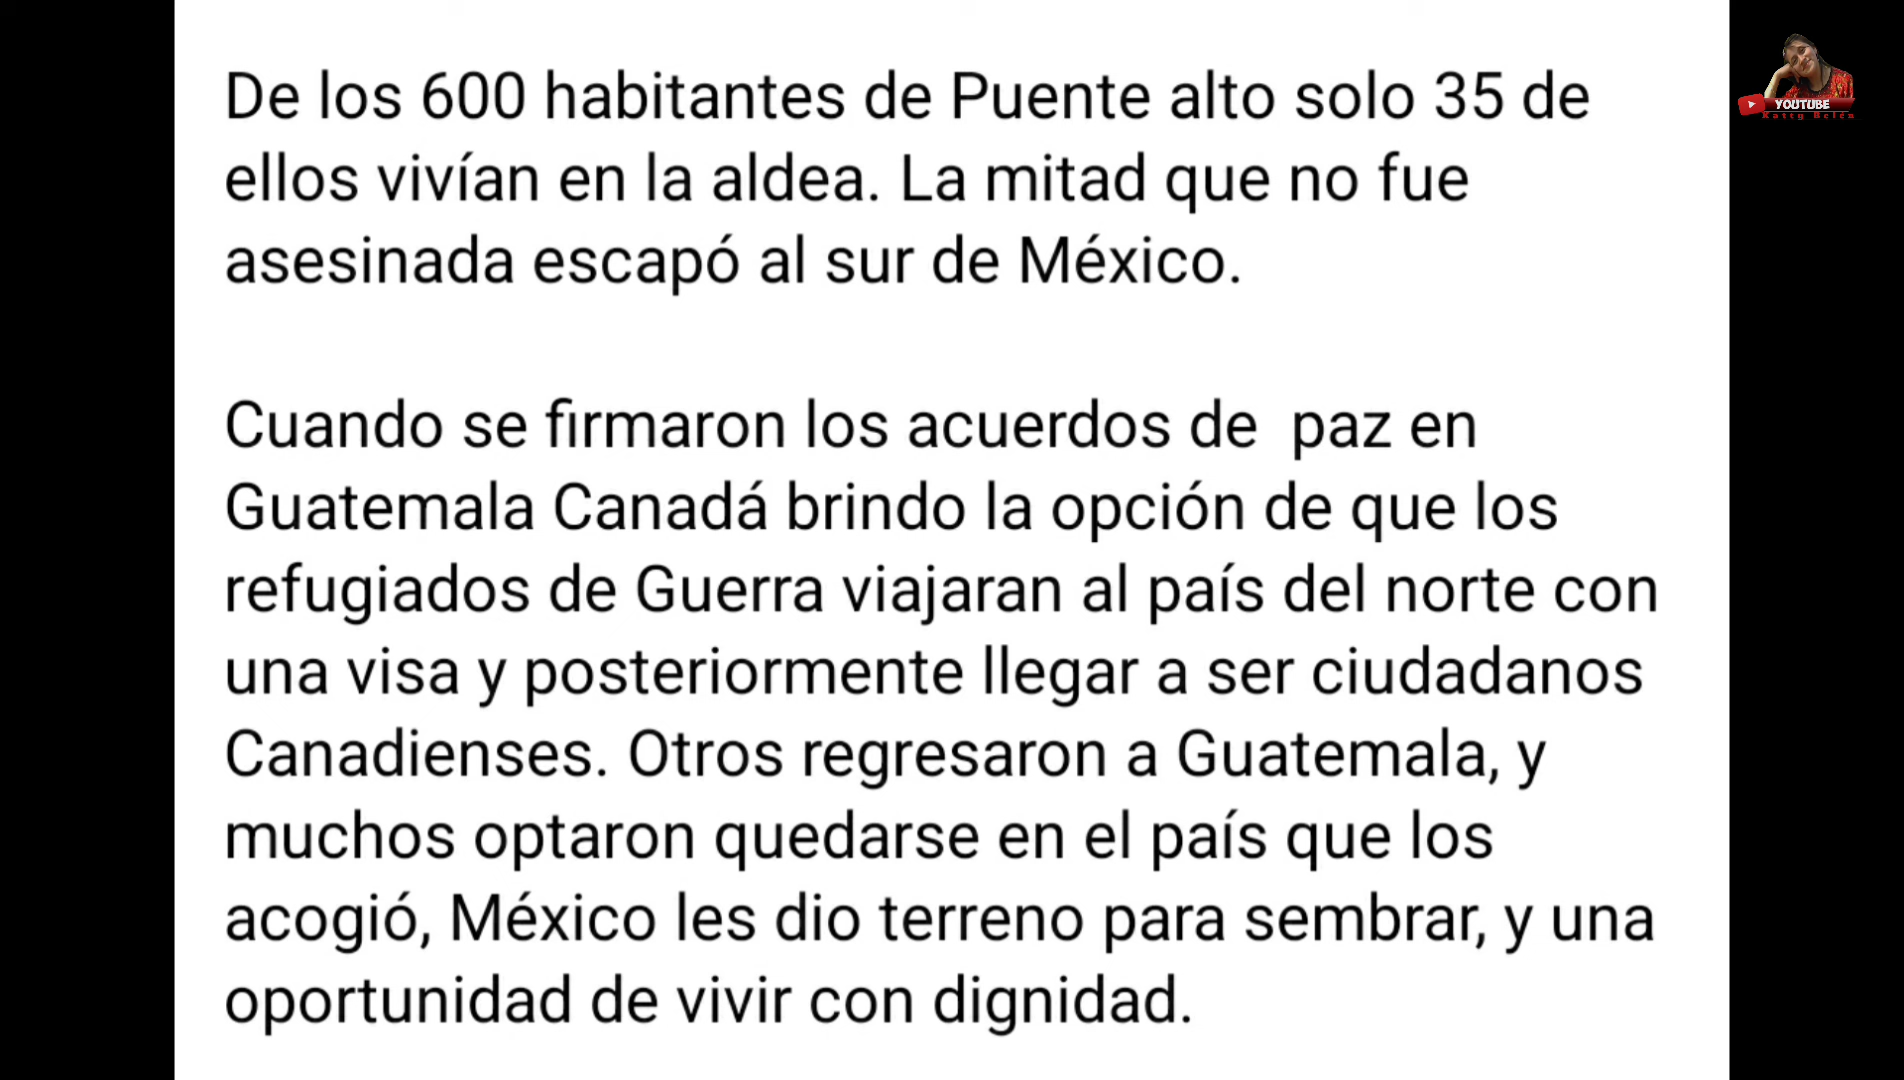 De los 600 habitantes de Puente alto solo 35 de
ellos vivían en la aldea. La mitad que no fue
asesinada escapó al sur de México.
Cuando se firmaron los acuerdos de  paz en
Guatemala Canadá brindo la opción de que los
refugiados de Guerra viajaran al país del norte con
una visa y posteriormente llegar a ser ciudadanos
Canadienses. Otros regresaron a Guatemala, y
muchos optaron quedarse en el país que los
acogió, México les dio terreno para sembrar, y una
oportunidad de vivir con dignidad.
YOUTUBE
Katty Belén